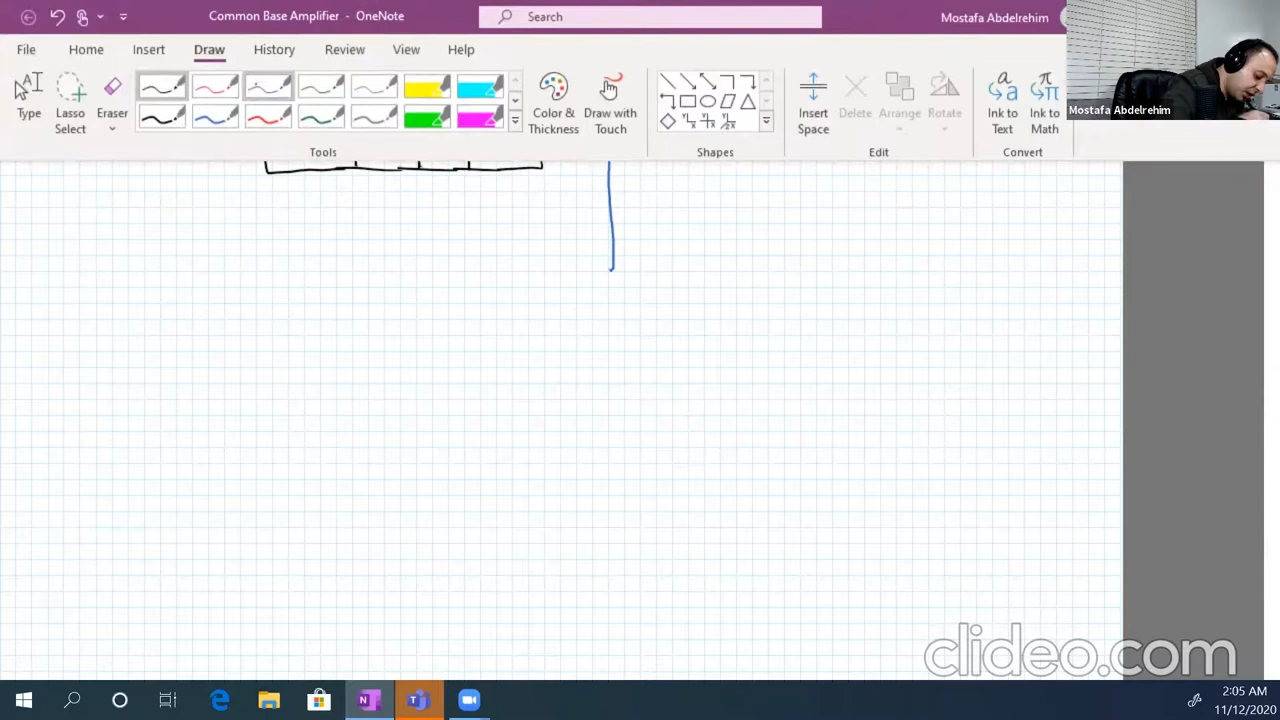 Common Base Amplifier - OneNote
Search
Mostafa Abdelrehim
File Home Insert Draw History Review View Help
Type
Lasso Select
Eraser
Color & Thickness
Draw with Touch
Insert Space
Delete
Arrange
Rotate
Ink to Text
Ink to Math
Mostafa Abdelrehim
Tools
Shapes
Edit
Convert
clideo.com
2:05 AM
11/12/2020